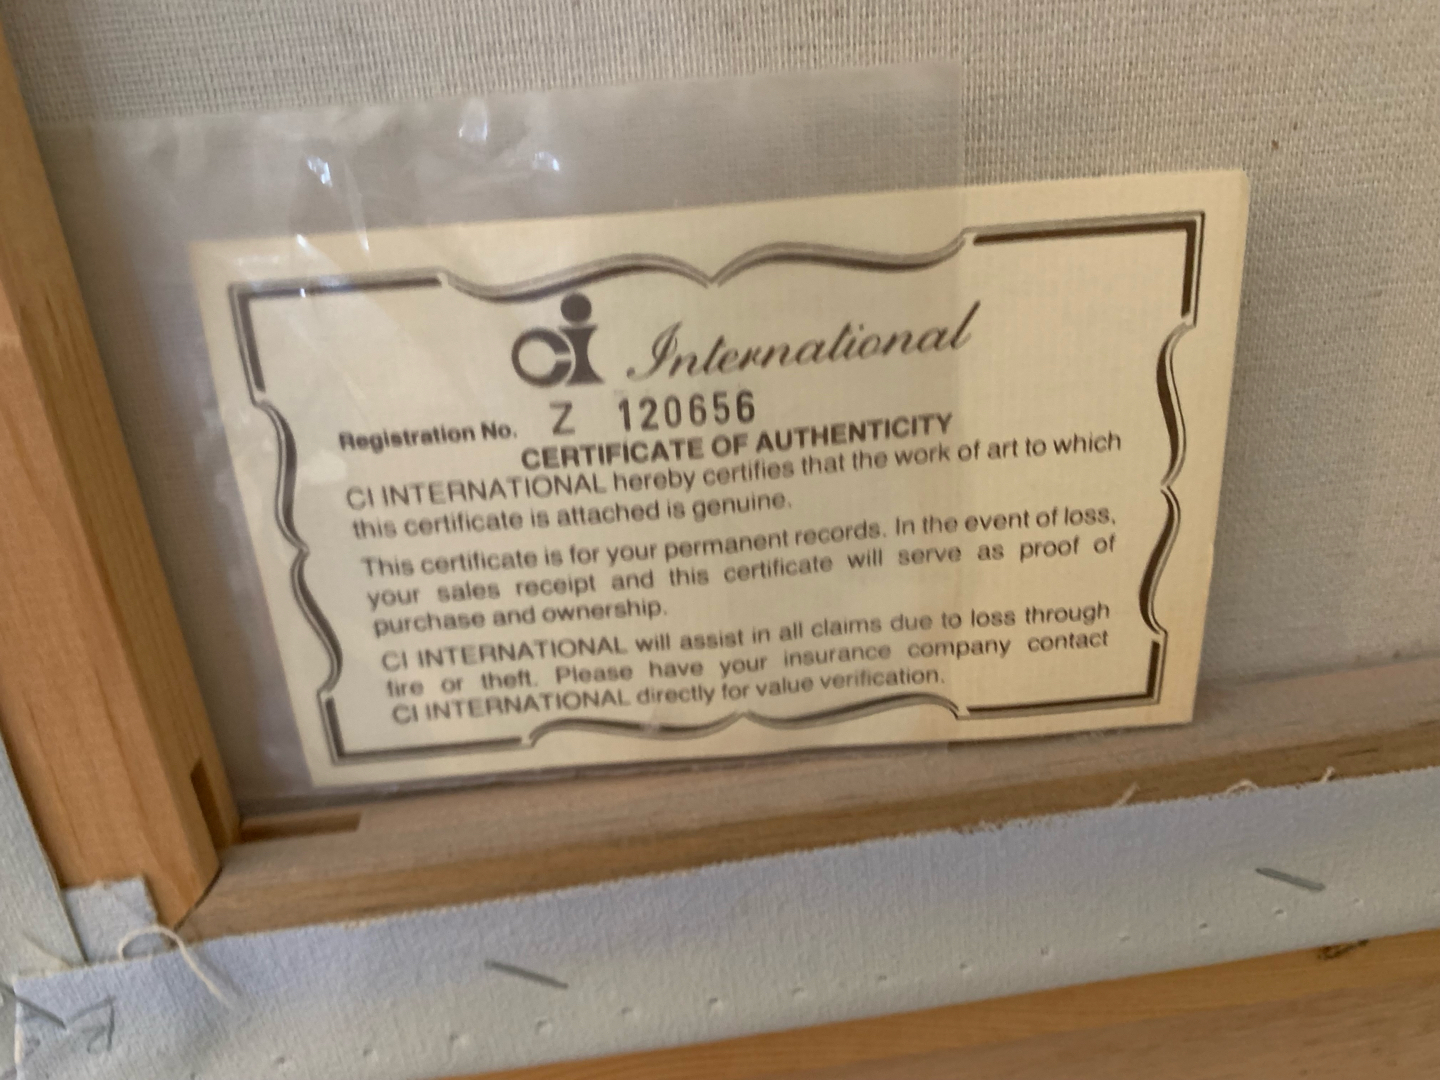 ci International
Registration No. Z 120656
CERTIFICATE OF AUTHENTICITY
CI INTERNATIONAL hereby certifies that the work of art to which
this certificate is attached is genuine.
This certificate is for your permanent records. In the event of loss,
your sales receipt and this certificate will serve as proof of
purchase and ownership.
CI INTERNATIONAL will assist in all claims due to loss through
fire or theft. Please have your insurance company contact
CI INTERNATIONAL directly for value verification.